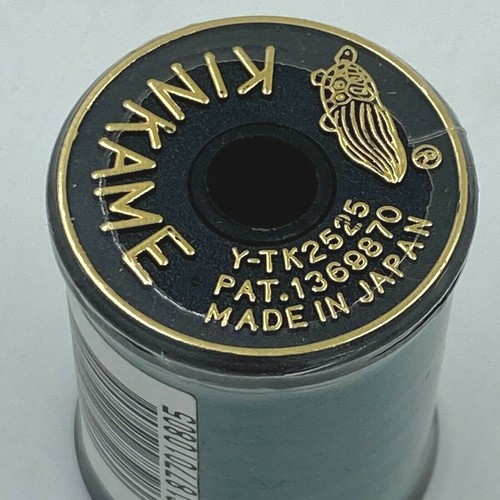 KINKAME
®
Y-TK2525
PAT.1369870
MADE IN JAPAN